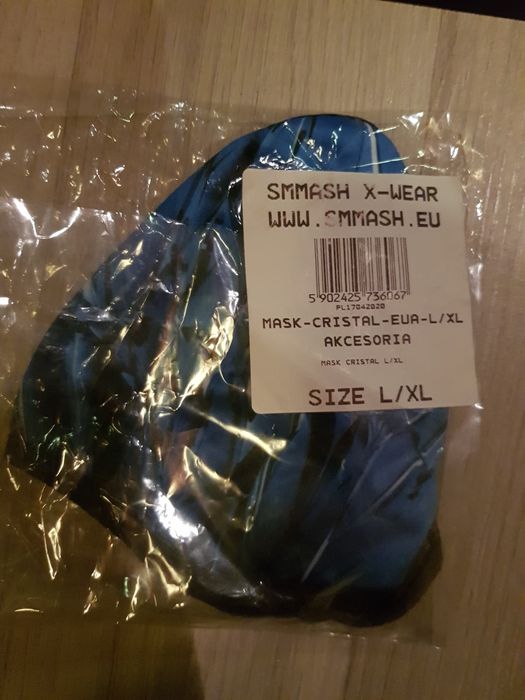 SMMASH X-WEAR
WWW.SMMASH.EU
5 902425 736067
PL17042020
MASK-CRISTAL-EUA-L/XL
AKCESORIA
MASK CRISTAL L/XL
SIZE L/XL